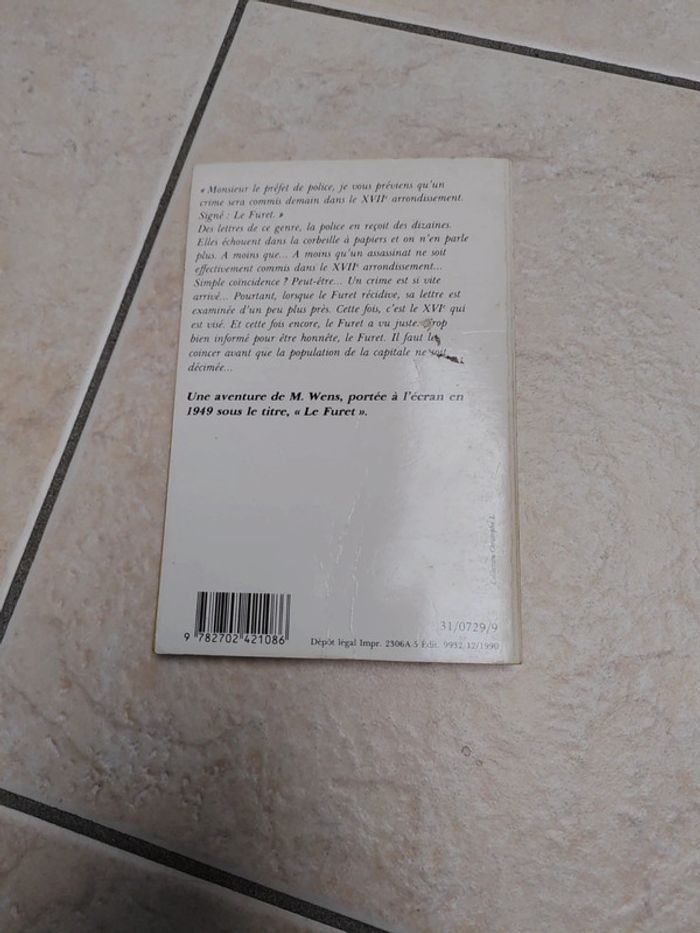 « Monsieur le préfet de police, je vous préviens qu'un
crime sera commis demain dans le XVIIe arrondissement.
Signé : Le Furet. »
Des lettres de ce genre, la police en reçoit des dizaines.
Elles échouent dans la corbeille à papiers et on n'en parle
plus. A moins que... A moins qu'un assassinat ne soit
effectivement commis dans le XVIIe arrondissement...
Simple coïncidence ? Peut-être... Un crime est si vite
arrivé... Pourtant, lorsque le Furet récidive, sa lettre est
examinée d'un peu plus près. Cette fois, c'est le XVIe qui
est visé. Et cette fois encore, le Furet a vu juste. Trop
bien informé pour être honnête, le Furet. Il faut le
coincer avant que la population de la capitale ne soit
décimée...
Une aventure de M. Wens, portée à l'écran en
1949 sous le titre, « Le Furet ».
Collection Christophe L.
9 782702 421086
31/0729/9
Dépôt légal Impr. 2306A-5 Édit. 9932 12/1990